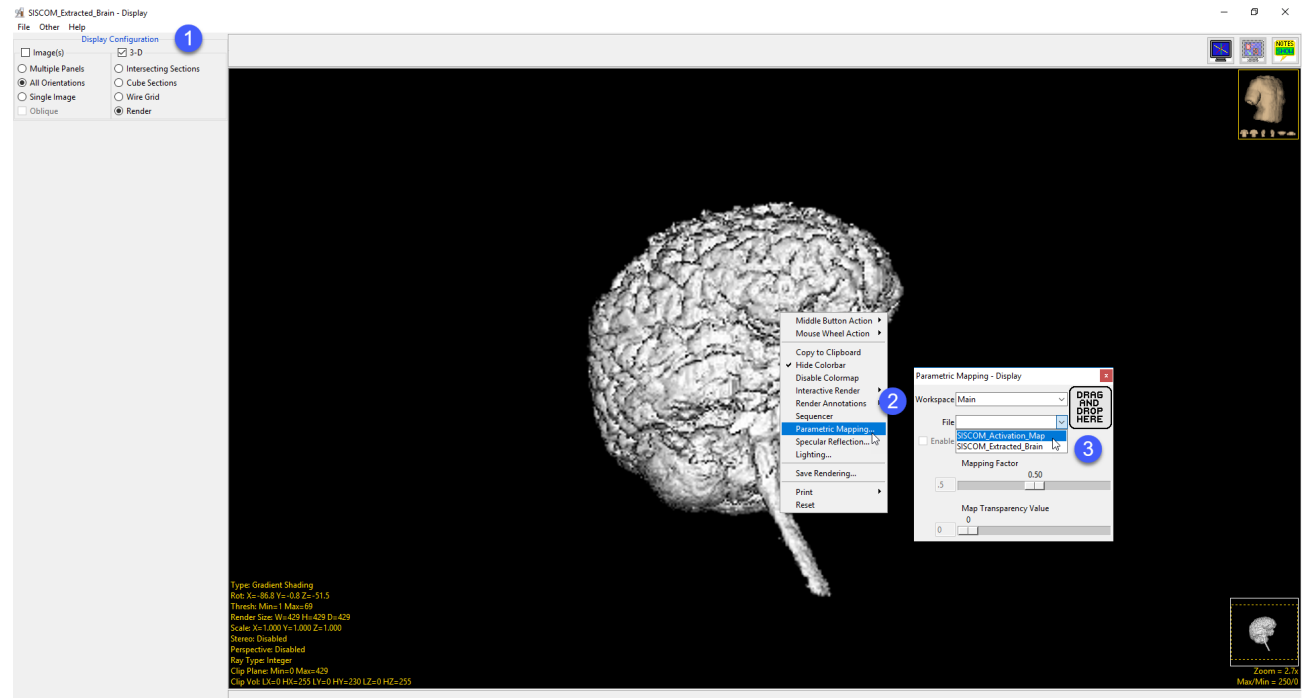 SISCOM_Extracted_Brain - Display
File Other Help
Display Configuration
1
Image(s)
3-D
Multiple Panels
Intersecting Sections
All Orientations
Cube Sections
Single Image
Wire Grid
Oblique
Render
NOTES
SHOW
Middle Button Action
Mouse Wheel Action
Copy to Clipboard
Hide Colorbar
Disable Colormap
Interactive Render
Render Annotations
Sequencer
Parametric Mapping...
Specular Reflection...
Lighting...
Save Rendering...
Print
Reset
2
Parametric Mapping - Display
Workspace Main
DRAG
AND
DROP
HERE
File
Enable
SISCOM_Activation_Map
SISCOM_Extracted_Brain
3
Mapping Factor
0.50
.5
Map Transparency Value
0
0
Type: Gradient Shading
Rot: X=-86.8 Y=-0.8 Z=-51.5
Thresh: Min=1 Max=69
Render Size: W=429 H=429 D=429
Scale: X=1.000 Y=1.000 Z=1.000
Stereo: Disabled
Perspective: Disabled
Ray Type: Integer
Clip Plane: Min=0 Max=429
Clip Vol: LX=0 HX=255 LY=0 HY=230 LZ=0 HZ=255
Zoom = 2.7x
Max/Min = 250/0